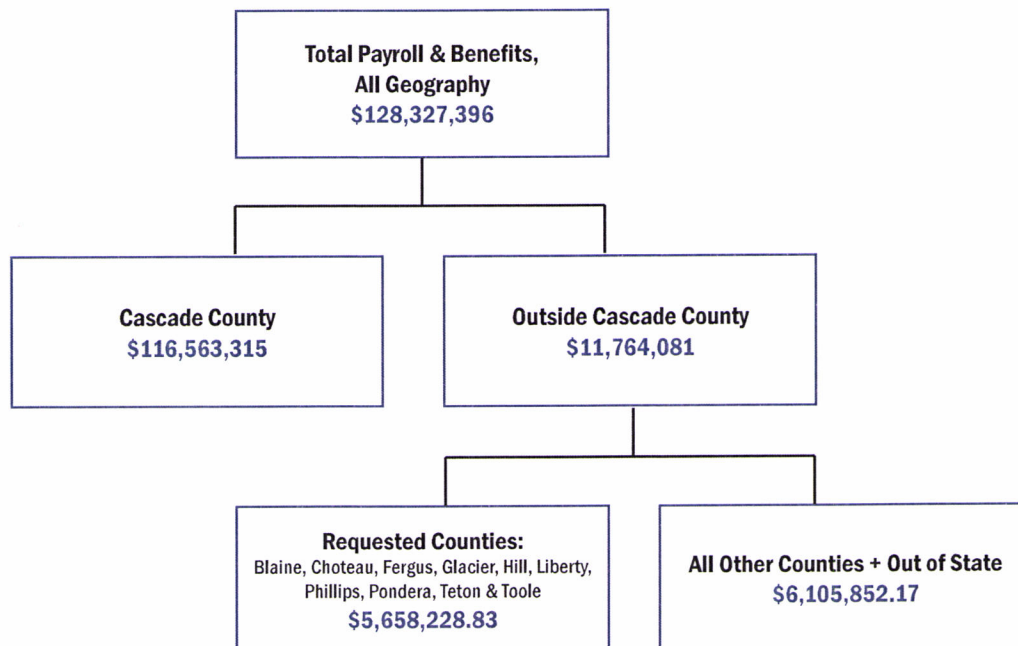 Total Payroll & Benefits,
All Geography
$128,327,396
Cascade County
$116,563,315
Outside Cascade County
$11,764,081
Requested Counties:
Blaine, Choteau, Fergus, Glacier, Hill, Liberty,
Phillips, Pondera, Teton & Toole
$5,658,228.83
All Other Counties + Out of State
$6,105,852.17